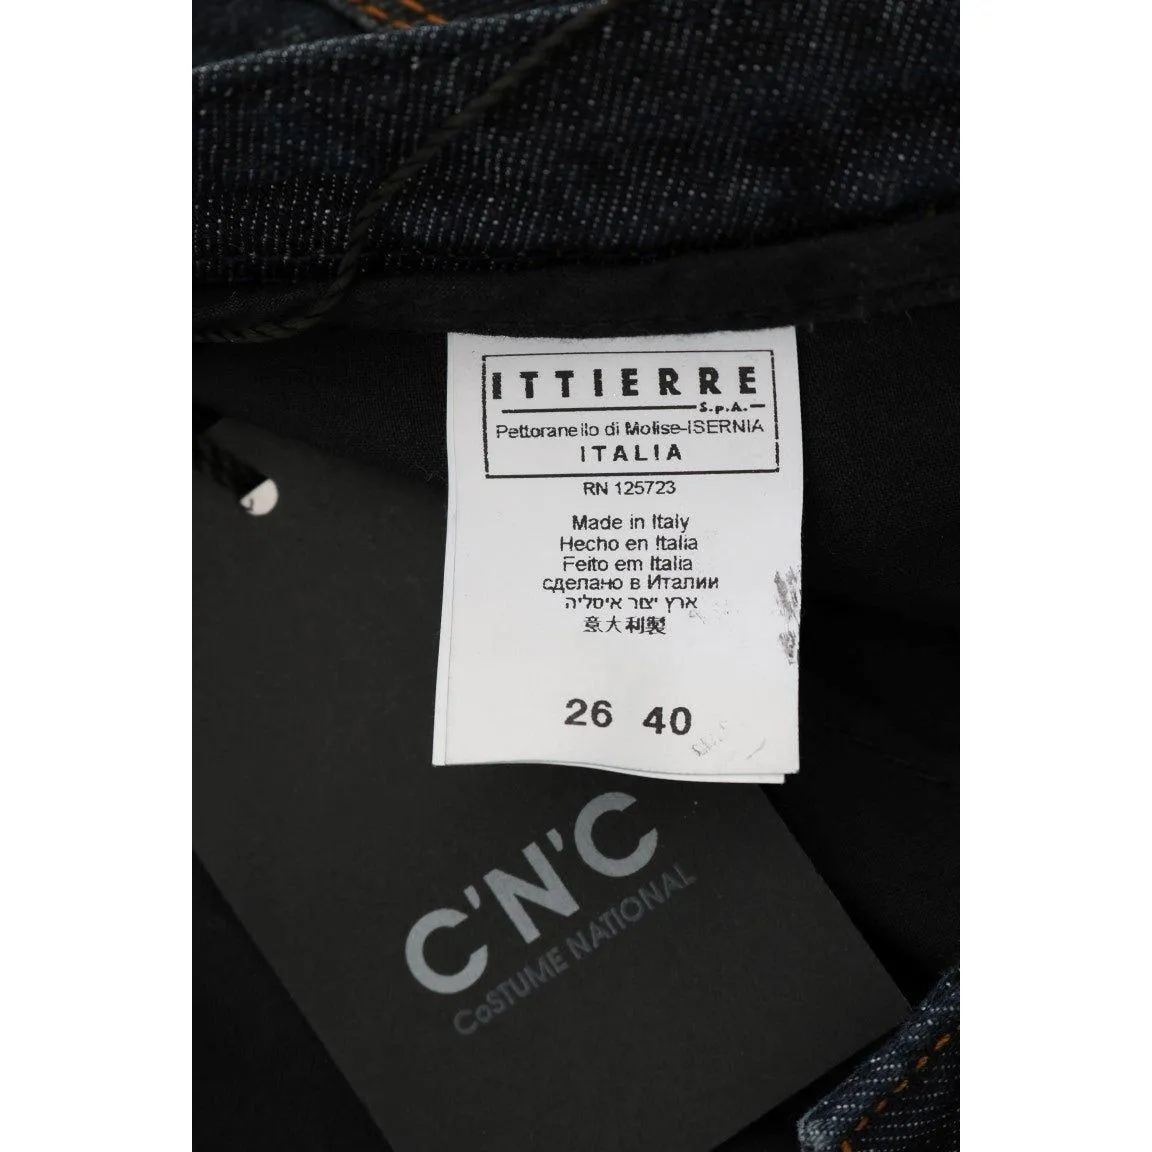 ITTIERRE
S.p.A.
Pettoranello di Molise-ISERNIA
ITALIA
RN 125723
Made in Italy
Hecho en Italia
Feito em Italia
сделано в Италии
ארץ יצור איטליה
意大利製
26 40
C'N'C
CoSTUME NATIONAL